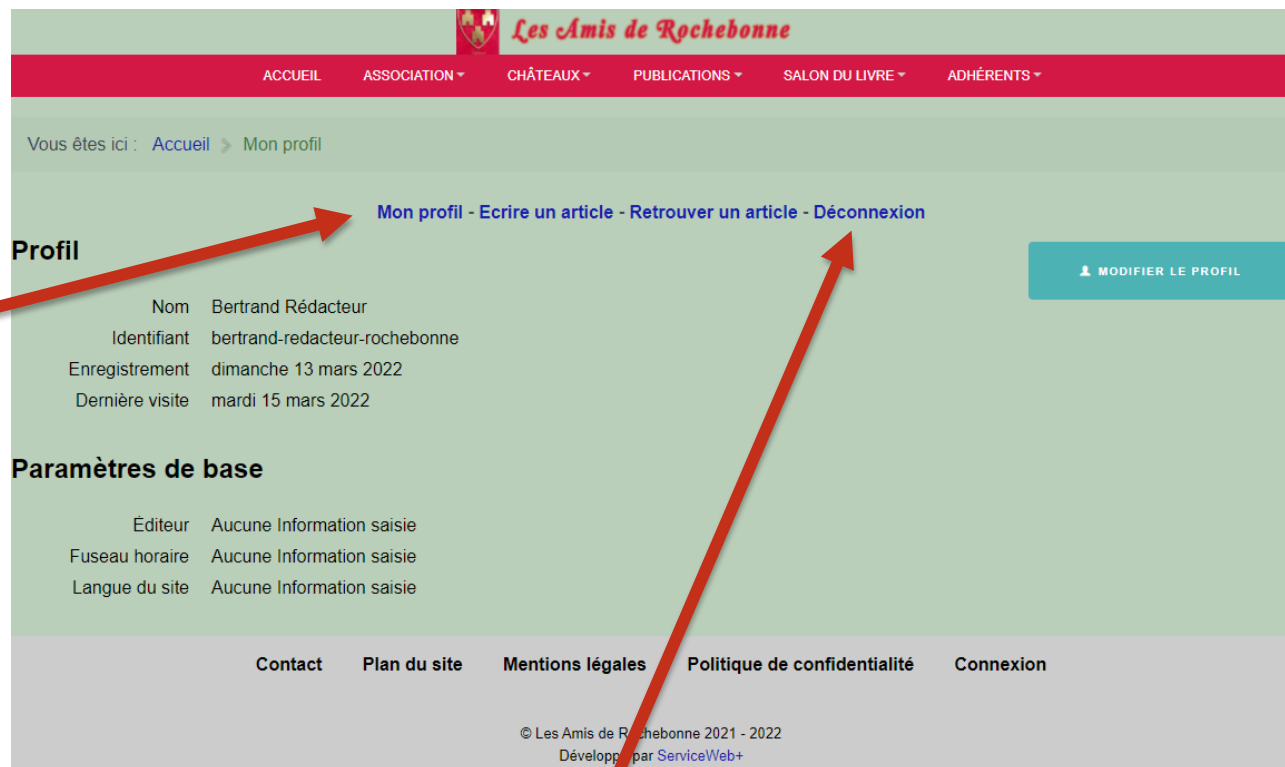 Les Amis de Rochebonne
ACCUEIL ASSOCIATION CHÂTEAUX PUBLICATIONS SALON DU LIVRE ADHÉRENTS
Vous êtes ici : Accueil > Mon profil
Mon profil - Ecrire un article - Retrouver un article - Déconnexion
Profil
MODIFIER LE PROFIL
Nom Bertrand Rédacteur
Identifiant bertrand-redacteur-rochebonne
Enregistrement dimanche 13 mars 2022
Dernière visite mardi 15 mars 2022
Paramètres de base
Éditeur Aucune Information saisie
Fuseau horaire Aucune Information saisie
Langue du site Aucune Information saisie
Contact Plan du site Mentions légales Politique de confidentialité Connexion
© Les Amis de Rochebonne 2021 - 2022
Développé par ServiceWeb+